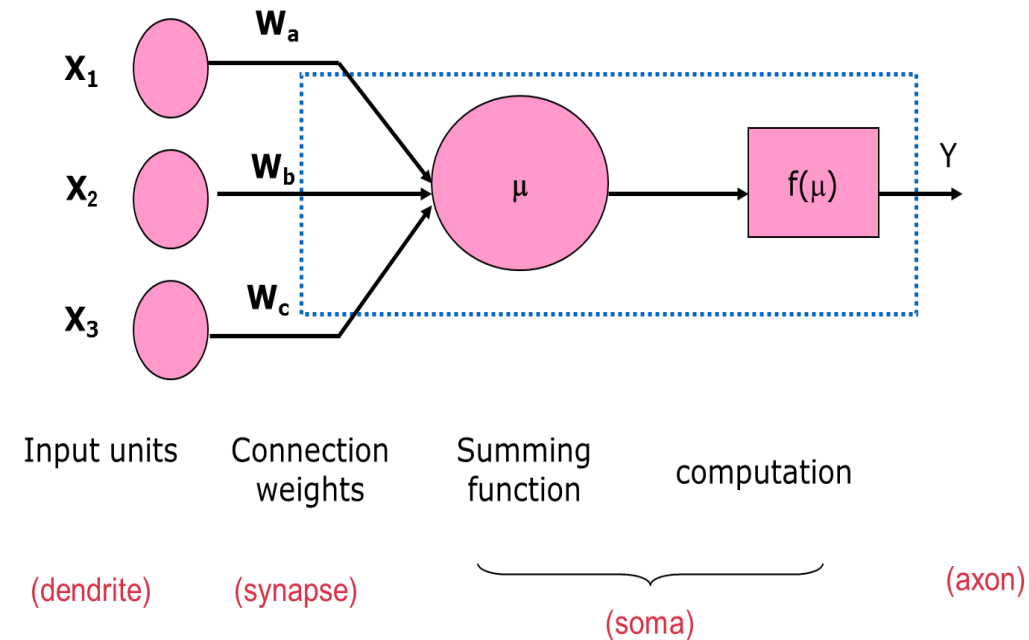 Wa
X1
Wb
X2
μ
f(μ)
Y
Wc
X3
Input units
Connection
weights
Summing
function
computation
(dendrite)
(synapse)
(soma)
(axon)